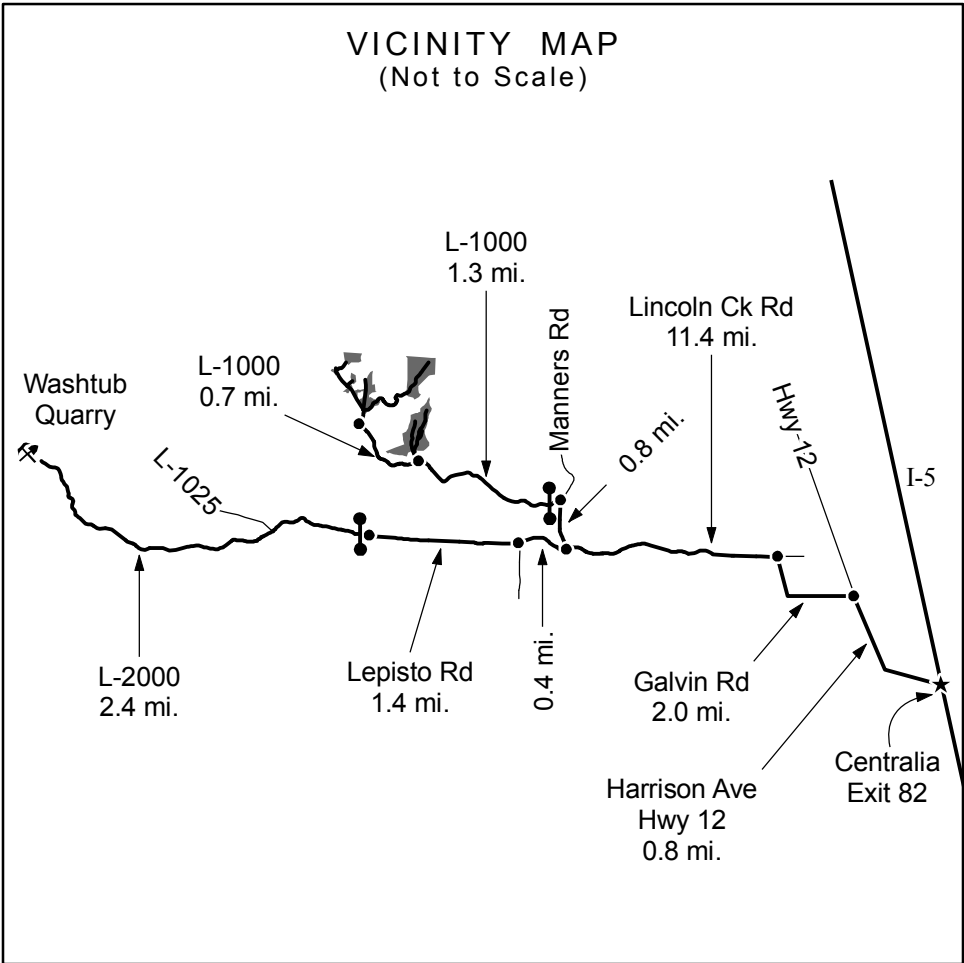 VICINITY MAP
(Not to Scale)
L-1000
1.3 mi.
Lincoln Ck Rd
11.4 mi.
Manners Rd
L-1000
0.7 mi.
Washtub
Quarry
0.8 mi.
Hwy 12
I-5
L-1025
L-2000
2.4 mi.
Lepisto Rd
1.4 mi.
0.4 mi.
Galvin Rd
2.0 mi.
Harrison Ave
Hwy 12
0.8 mi.
Centralia
Exit 82